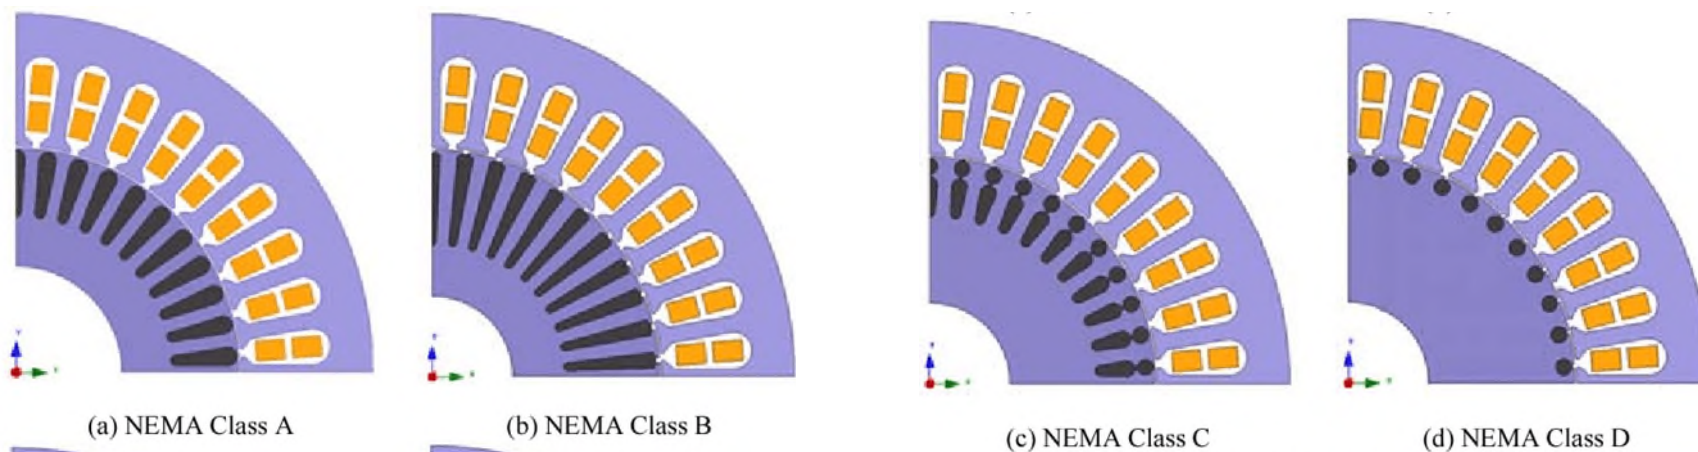 (a) NEMA Class A
(b) NEMA Class B
(c) NEMA Class C
(d) NEMA Class D